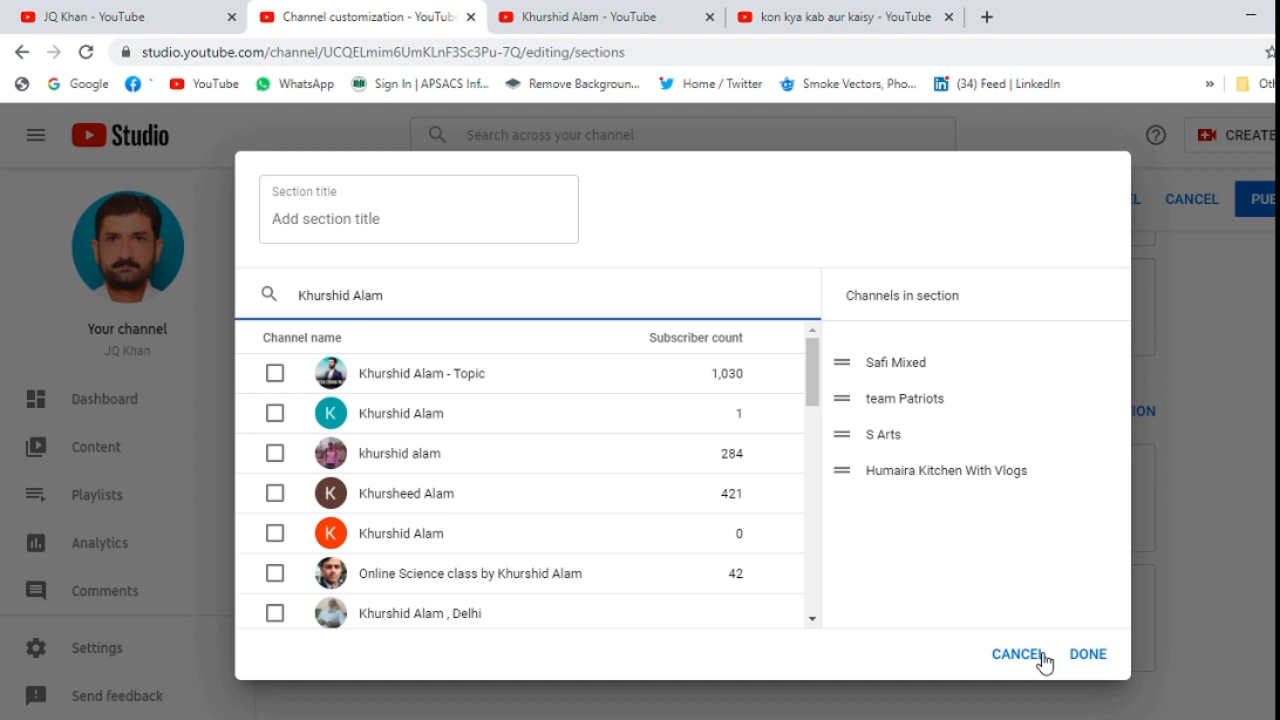 JQ Khan - YouTube
Channel customization - YouTube
Khurshid Alam - YouTube
kon kya kab aur kaisy - YouTube
studio.youtube.com/channel/UCQELmim6UmKLnF3Sc3Pu-7Q/editing/sections
Google
YouTube
WhatsApp
Sign In | APSACS Inf...
Remove Backgroun...
Home / Twitter
Smoke Vectors, Pho...
(34) Feed | LinkedIn
»
Studio
Search across your channel
CREATE
CANCEL
Your channel
JQ Khan
Dashboard
Content
Playlists
Analytics
Comments
Settings
Send feedback
Section title
Add section title
Khurshid Alam
Channels in section
Channel name Subscriber count
Khurshid Alam - Topic 1,030
K Khurshid Alam 1
khurshid alam 284
K Khursheed Alam 421
K Khurshid Alam 0
Online Science class by Khurshid Alam 42
Khurshid Alam , Delhi
Safi Mixed
team Patriots
S Arts
Humaira Kitchen With Vlogs
CANCEL DONE